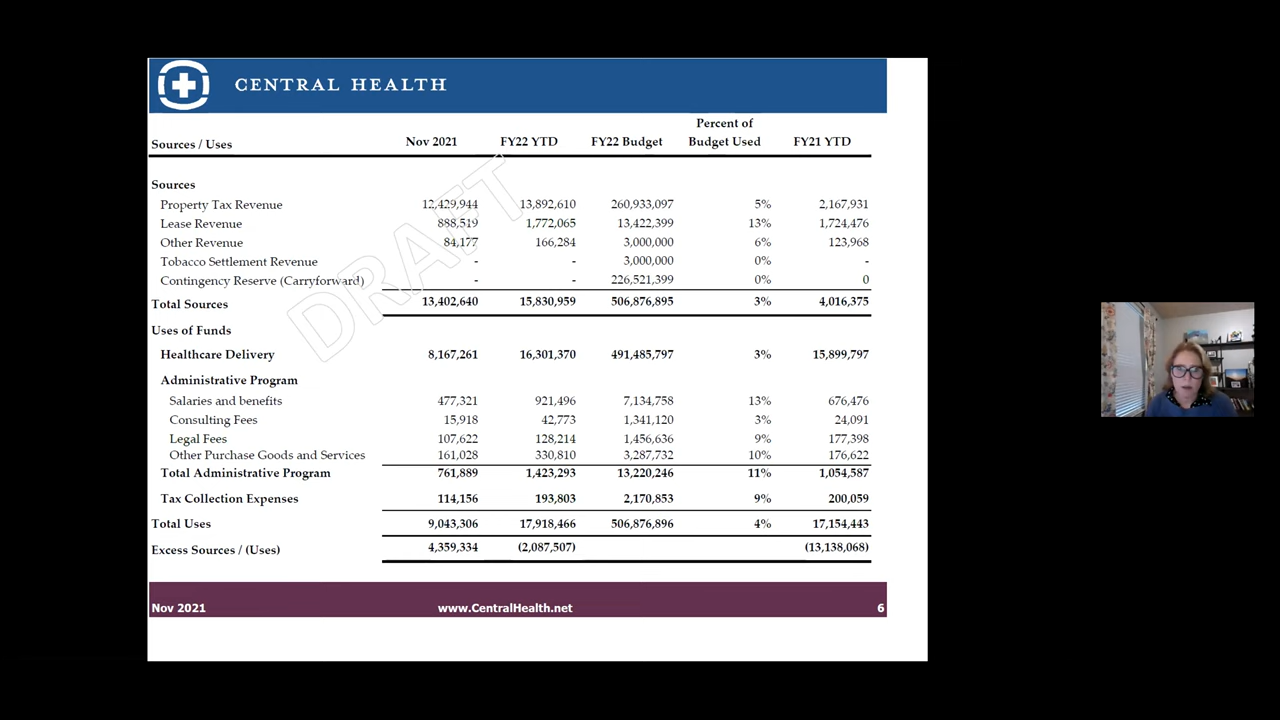 CENTRAL HEALTH
Percent of
Sources / Uses Nov 2021 FY22 YTD FY22 Budget Budget Used FY21 YTD
Sources
Property Tax Revenue 12,429,944 13,892,610 260,933,097 5% 2,167,931
Lease Revenue 888,519 1,772,065 13,422,399 13% 1,724,476
Other Revenue 84,177 166,284 3,000,000 6% 123,968
Tobacco Settlement Revenue - - 3,000,000 0% -
Contingency Reserve (Carryforward) - - 226,521,399 0% 0
Total Sources 13,402,640 15,830,959 506,876,895 3% 4,016,375
DRAFT
Uses of Funds
Healthcare Delivery 8,167,261 16,301,370 491,485,797 3% 15,899,797
Administrative Program
Salaries and benefits 477,321 921,496 7,134,758 13% 676,476
Consulting Fees 15,918 42,773 1,341,120 3% 24,091
Legal Fees 107,622 128,214 1,456,636 9% 177,398
Other Purchase Goods and Services 161,028 330,810 3,287,732 10% 176,622
Total Administrative Program 761,889 1,423,293 13,220,246 11% 1,054,587
Tax Collection Expenses 114,156 193,803 2,170,853 9% 200,059
Total Uses 9,043,306 17,918,466 506,876,896 4% 17,154,443
Excess Sources / (Uses) 4,359,334 (2,087,507) (13,138,068)
Nov 2021 www.CentralHealth.net 6